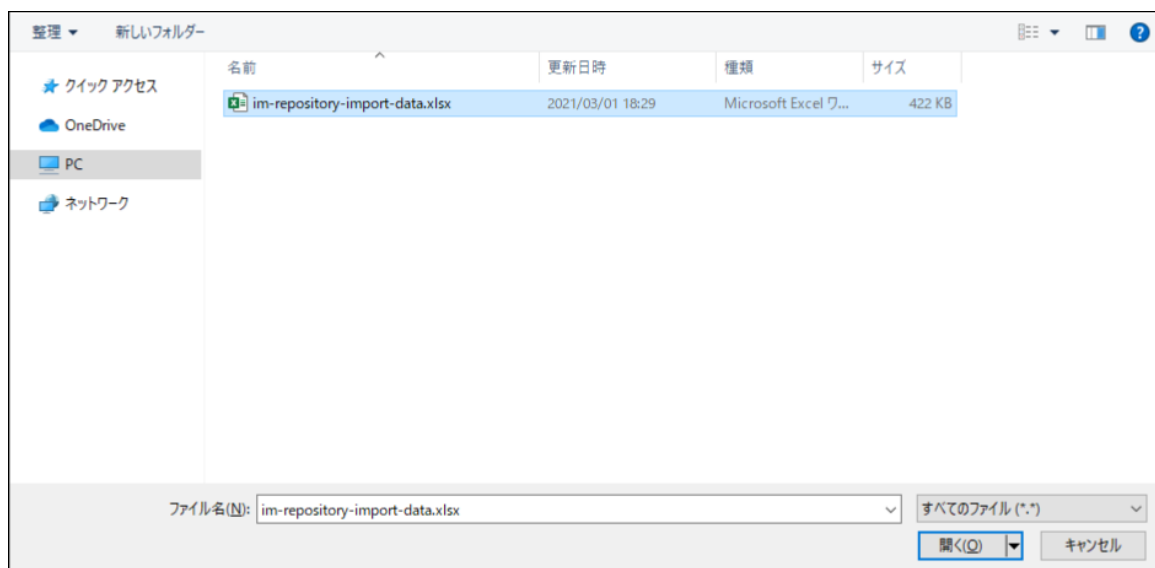 整理 ▼ 新しいフォルダー
クイック アクセス
OneDrive
PC
ネットワーク
名前 更新日時 種類 サイズ
im-repository-import-data.xlsx 2021/03/01 18:29 Microsoft Excel ワ... 422 KB
ファイル名(N): im-repository-import-data.xlsx すべてのファイル (*.*)
開く(O) キャンセル